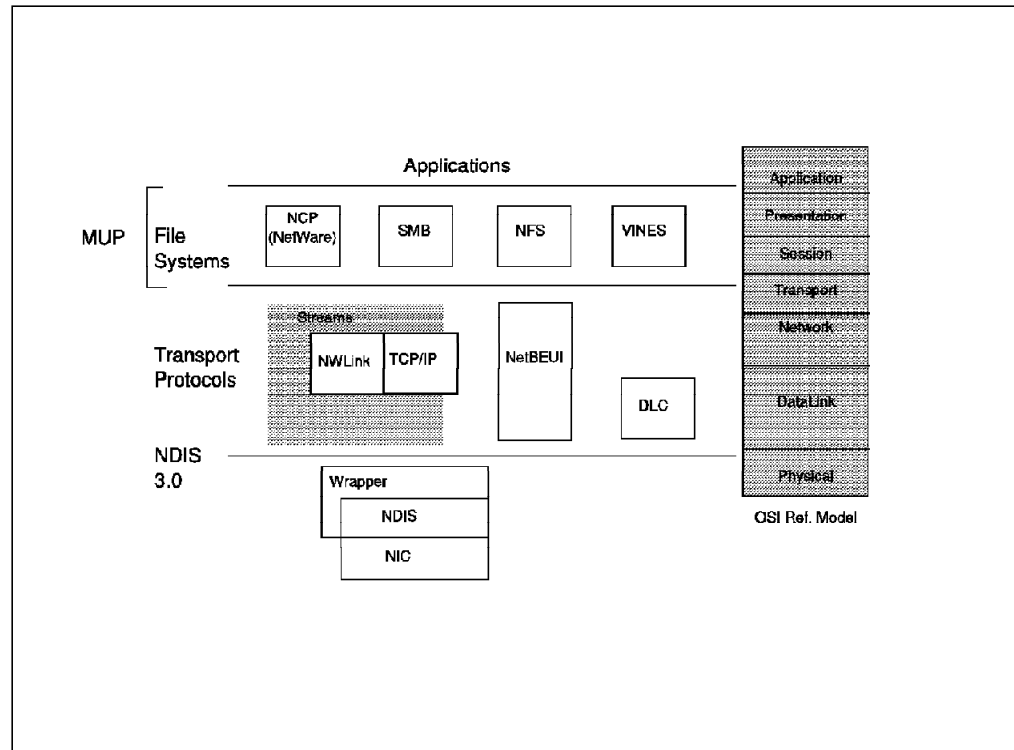 Applications
MUP
File
Systems
NCP
(NetWare)
SMB
NFS
VINES
Streams
Transport
Protocols
NWLink
TCP/IP
NetBEUI
DLC
NDIS
3.0
Wrapper
NDIS
NIC
Application
Presentation
Session
Transport
Network
DataLink
Physical
OSI Ref. Model